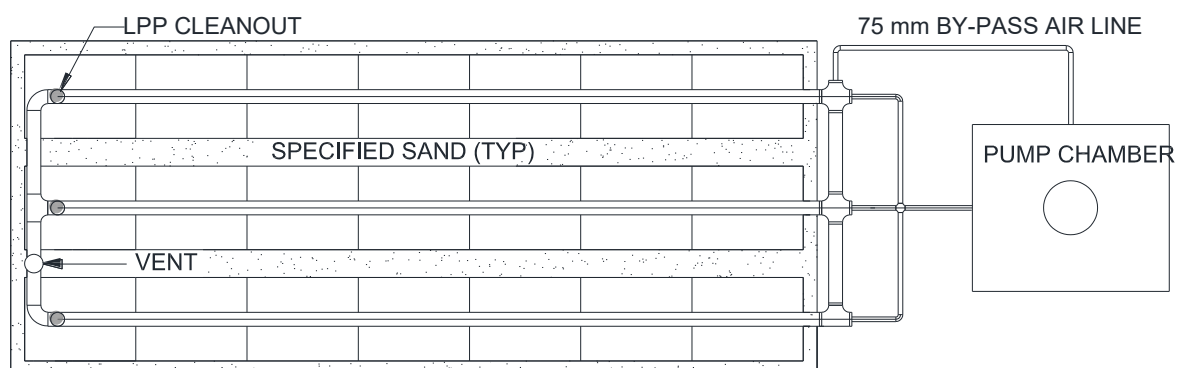 LPP CLEANOUT
75 mm BY-PASS AIR LINE
SPECIFIED SAND (TYP)
PUMP CHAMBER
VENT